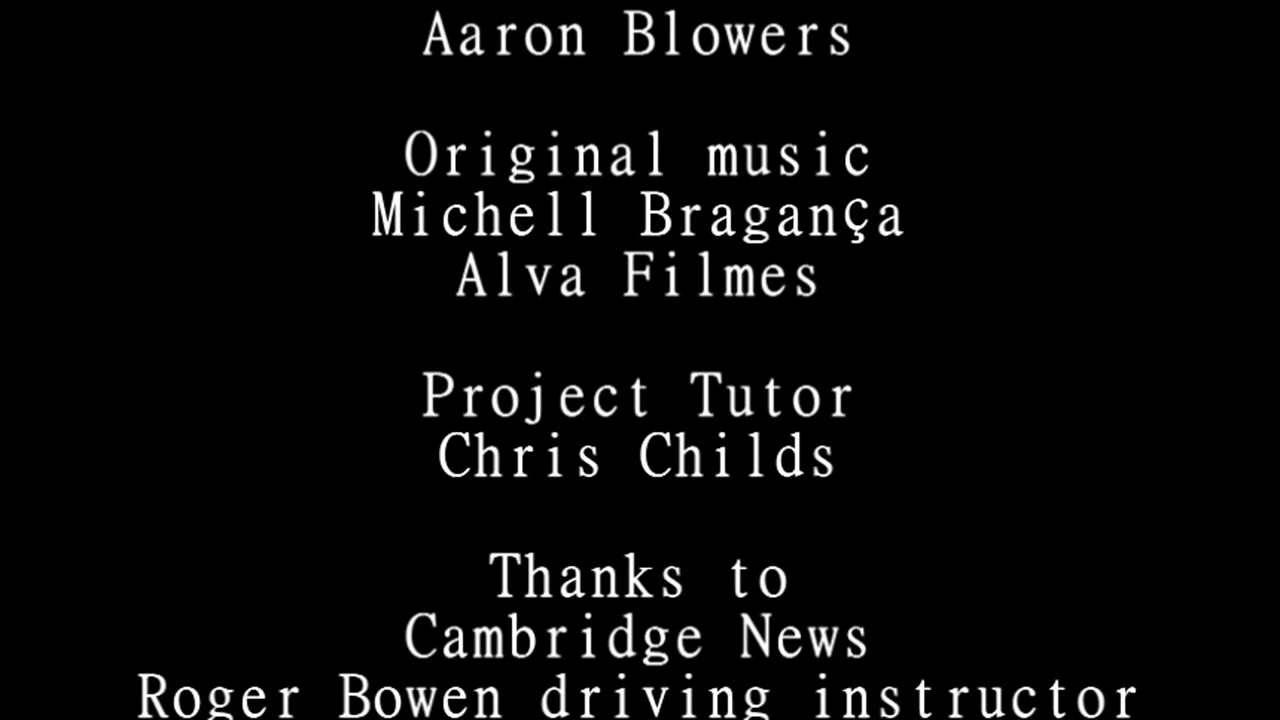 Aaron Blowers
Original music
Michell Bragança
Alva Filmes
Project Tutor
Chris Childs
Thanks to
Cambridge News
Roger Bowen driving instructor